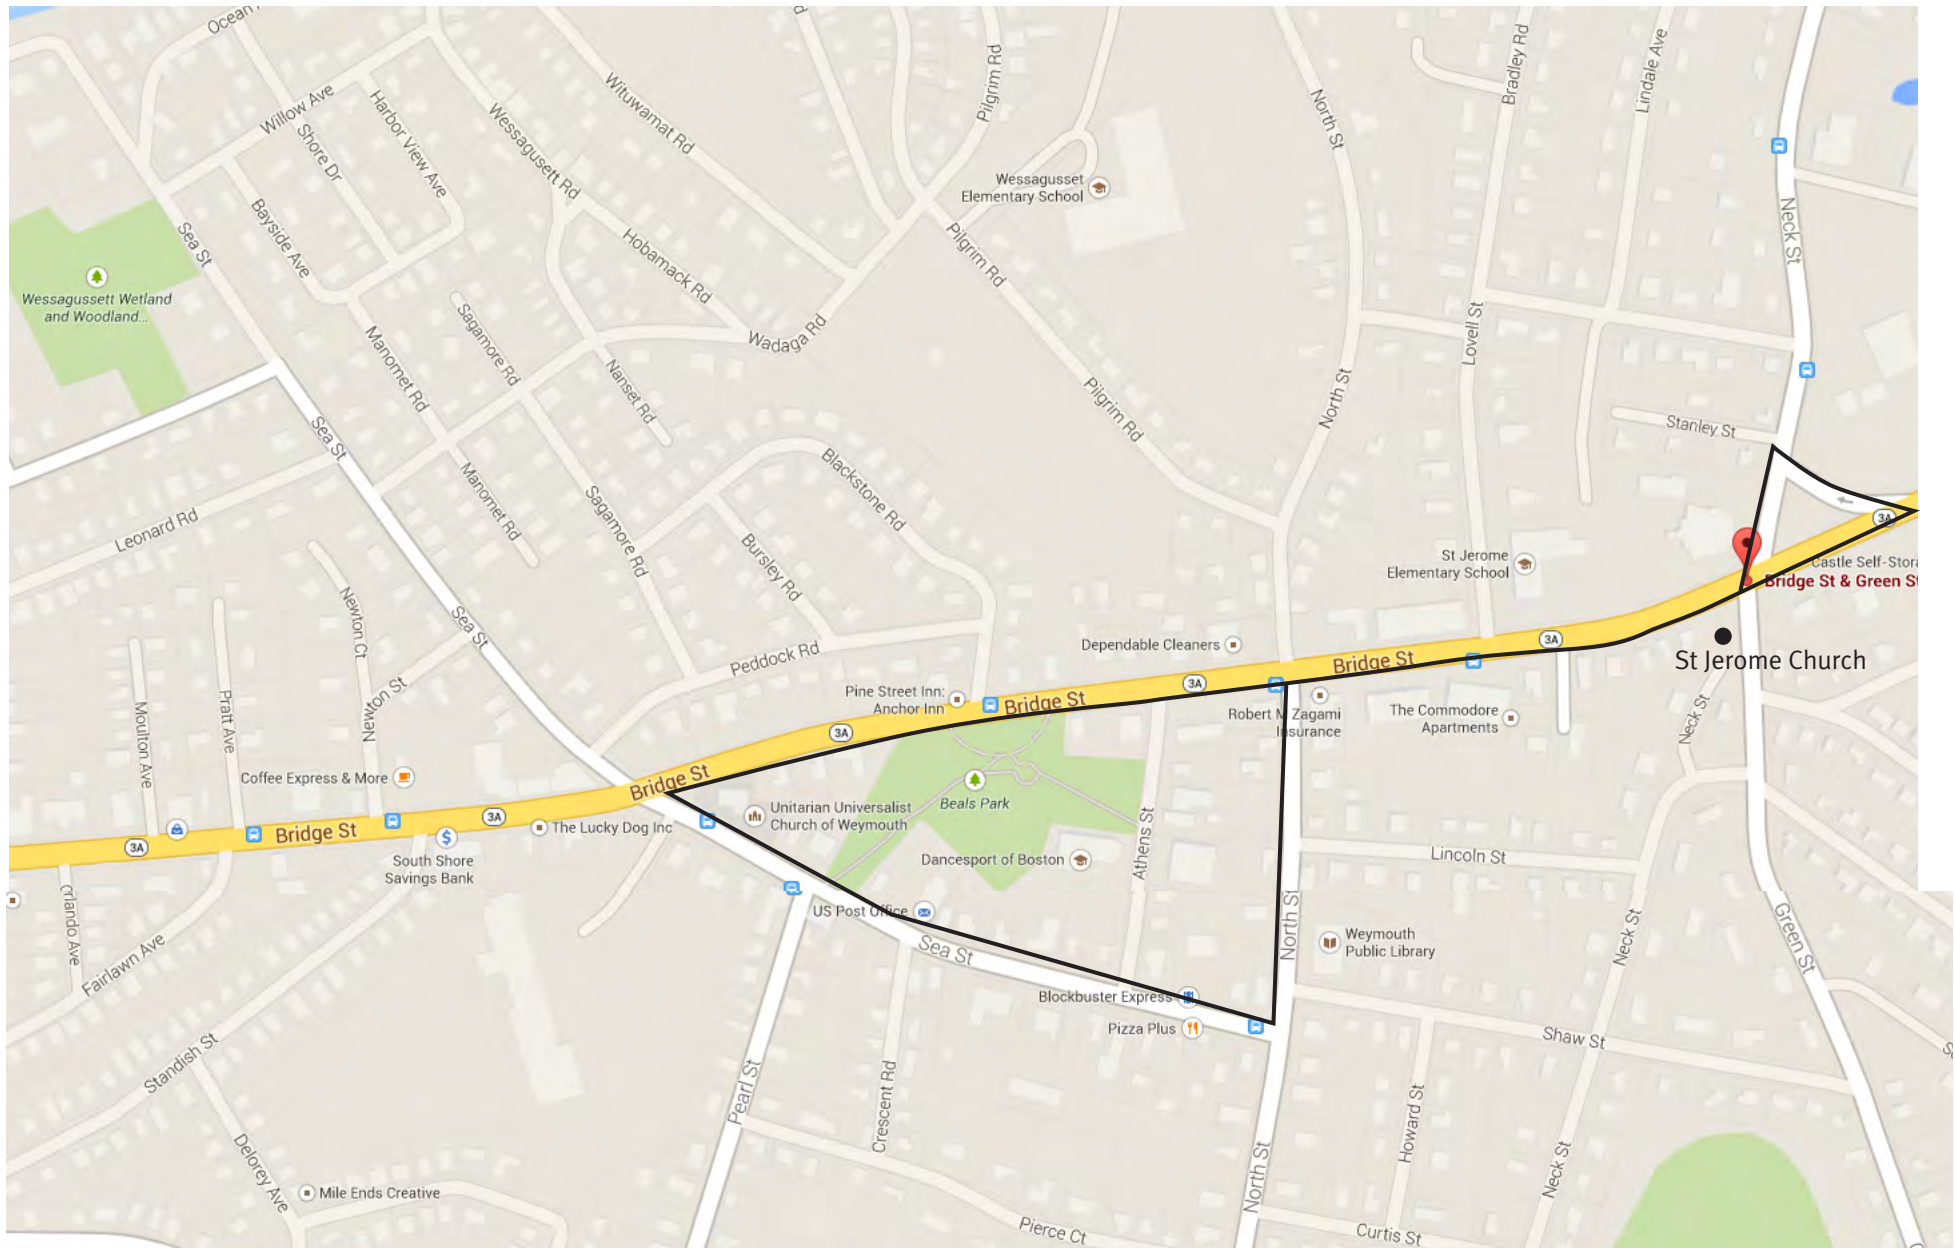 Ocean
Willow Ave
Harbor View Ave
Shore Dr
Bayside Ave
Sea St
Wessagussett Wetland
and Woodland...
Wessagusett Rd
Wituwamat Rd
Hobamack Rd
Wadaga Rd
Pilgrim Rd
Wessagusset
Elementary School
Pilgrim Rd
Pilgrim Rd
North St
North St
Bradley Rd
Lindale Ave
Neck St
Lovell St
Stanley St
Sagamore Rd
Manomet Rd
Nanset Rd
Sea St
Manomet Rd
Sagamore Rd
Leonard Rd
Blackstone Rd
Bursley Rd
Peddock Rd
Newton Ct
Newton St
Sea St
Moulton Ave
Pratt Ave
Coffee Express & More
Bridge St
3A
3A
3A
3A
3A
3A
Bridge St
Bridge St
Bridge St
The Lucky Dog Inc
South Shore
Savings Bank
Pine Street Inn:
Anchor Inn
Dependable Cleaners
St Jerome
Elementary School
Castle Self-Stora
Bridge St & Green St
St Jerome Church
Robert M Zagami
Insurance
The Commodore
Apartments
Neck St
Unitarian Universalist
Church of Weymouth
Beals Park
Dancesport of Boston
Athens St
US Post Office
Sea St
Blockbuster Express
Pizza Plus
North St
Weymouth
Public Library
Lincoln St
Neck St
Green St
Shaw St
Howard St
Neck St
Curtis St
North St
Pierce Ct
Crescent Rd
Pearl St
rlando Ave
Fairlawn Ave
Standish St
Delorey Ave
Mile Ends Creative